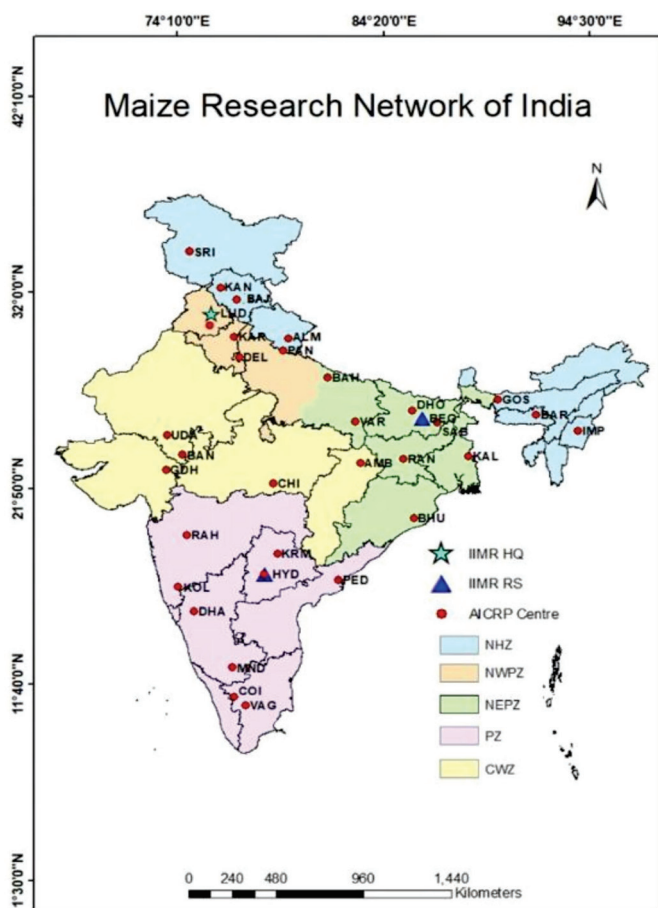 74°10'0"E 84°20'0"E 94°30'0"E
42°10'0"N
Maize Research Network of India
N
SRI
32°0'0"N
KAN
BAJ
LUD
KAR
ALM
PAN
DEL
BAH
GOS
DHO
BEG
BAR
VAR
SAB
IMP
UDA
BAN
RAN
KAL
AMB
GDH
21°50'0"N
CHI
BHU
RAH
KRM
IIMR HQ
HYD
PED
IIMR RS
KOL
DHA
AICRP Centre
NHZ
MND
NWPZ
11°40'0"N
COI
VAG
NEPZ
PZ
CWZ
1°30'0"N
0 240 480 960 1,440
Kilometers